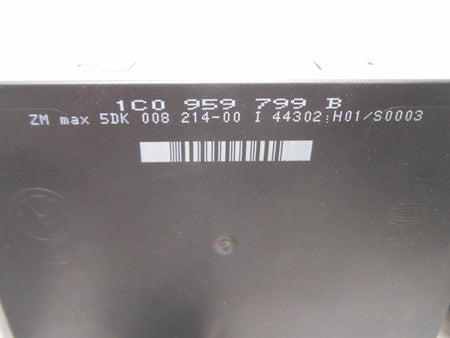 1C0 959 799 B
ZM max 5DK 008 214-00 I 44302:H01/S0003